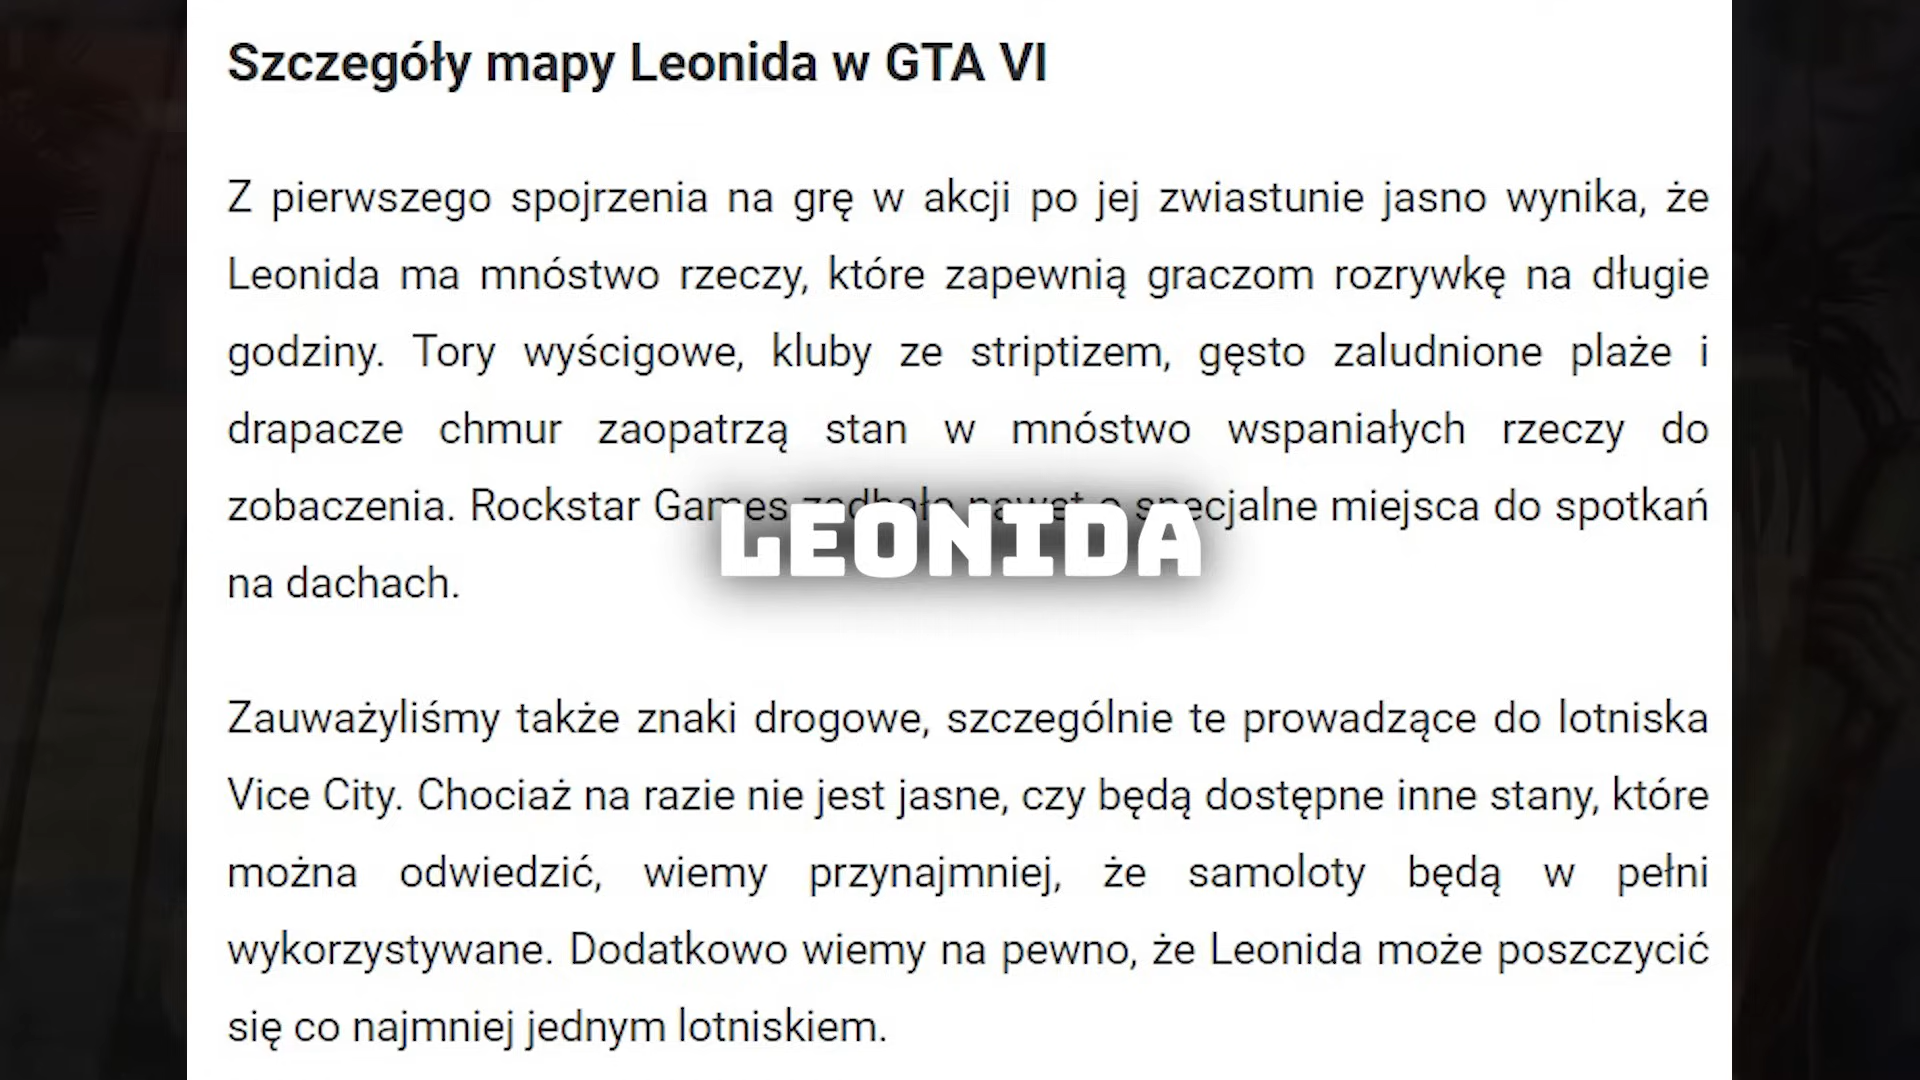 Szczegóły mapy Leonida w GTA VI
Z pierwszego spojrzenia na grę w akcji po jej zwiastunie jasno wynika, że
Leonida ma mnóstwo rzeczy, które zapewnią graczom rozrywkę na długie
godziny. Tory wyścigowe, kluby ze striptizem, gęsto zaludnione plaże i
drapacze chmur zaopatrzą stan w mnóstwo wspaniałych rzeczy do
zobaczenia. Rockstar Games zadbało nawet o specjalne miejsca do spotkań
LEONIDA
na dachach.
Zauważyliśmy także znaki drogowe, szczególnie te prowadzące do lotniska
Vice City. Chociaż na razie nie jest jasne, czy będą dostępne inne stany, które
można odwiedzić, wiemy przynajmniej, że samoloty będą w pełni
wykorzystywane. Dodatkowo wiemy na pewno, że Leonida może poszczycić
się co najmniej jednym lotniskiem.